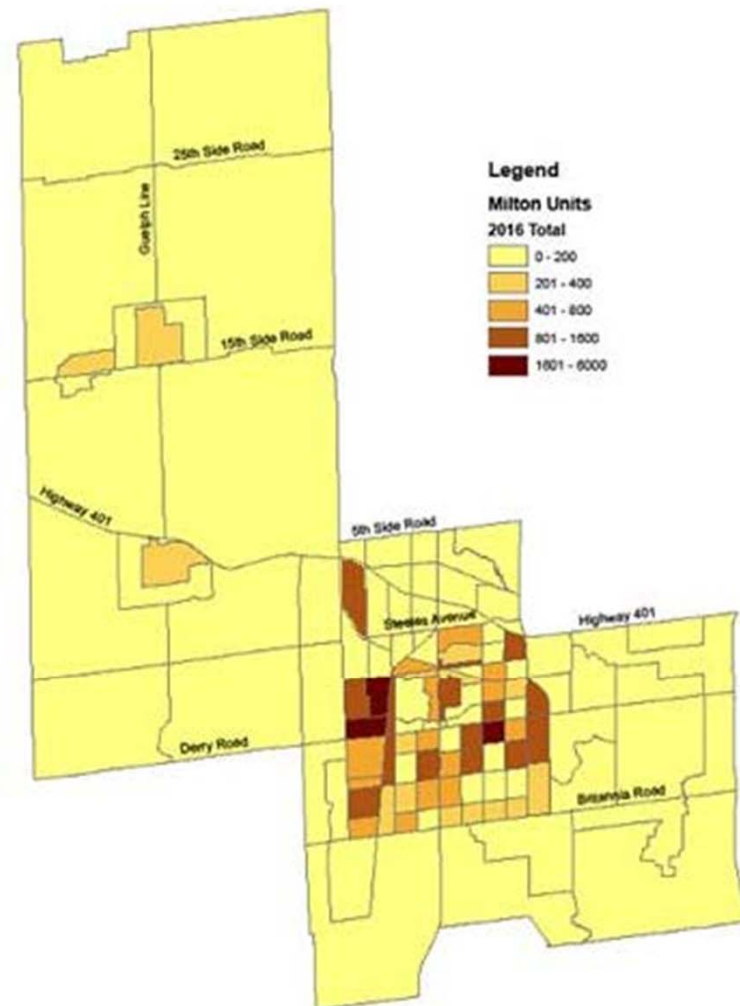 25th Side Road
Guelph Line
Legend
Milton Units
2016 Total
0 - 200
201 - 400
401 - 800
801 - 1600
1601 - 6000
15th Side Road
Highway 401
5th Side Road
Steeles Avenue
Highway 401
Derry Road
Britannia Road